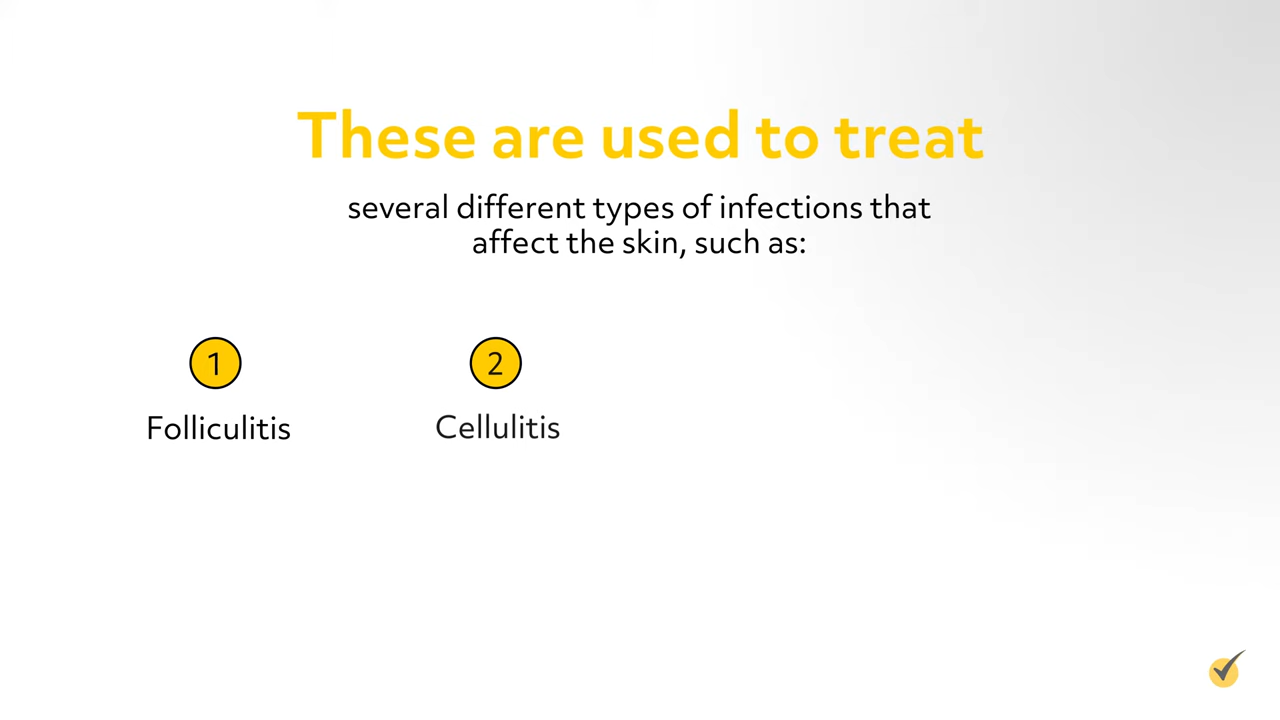 These are used to treat
several different types of infections that
affect the skin, such as:
1
2
Folliculitis
Cellulitis